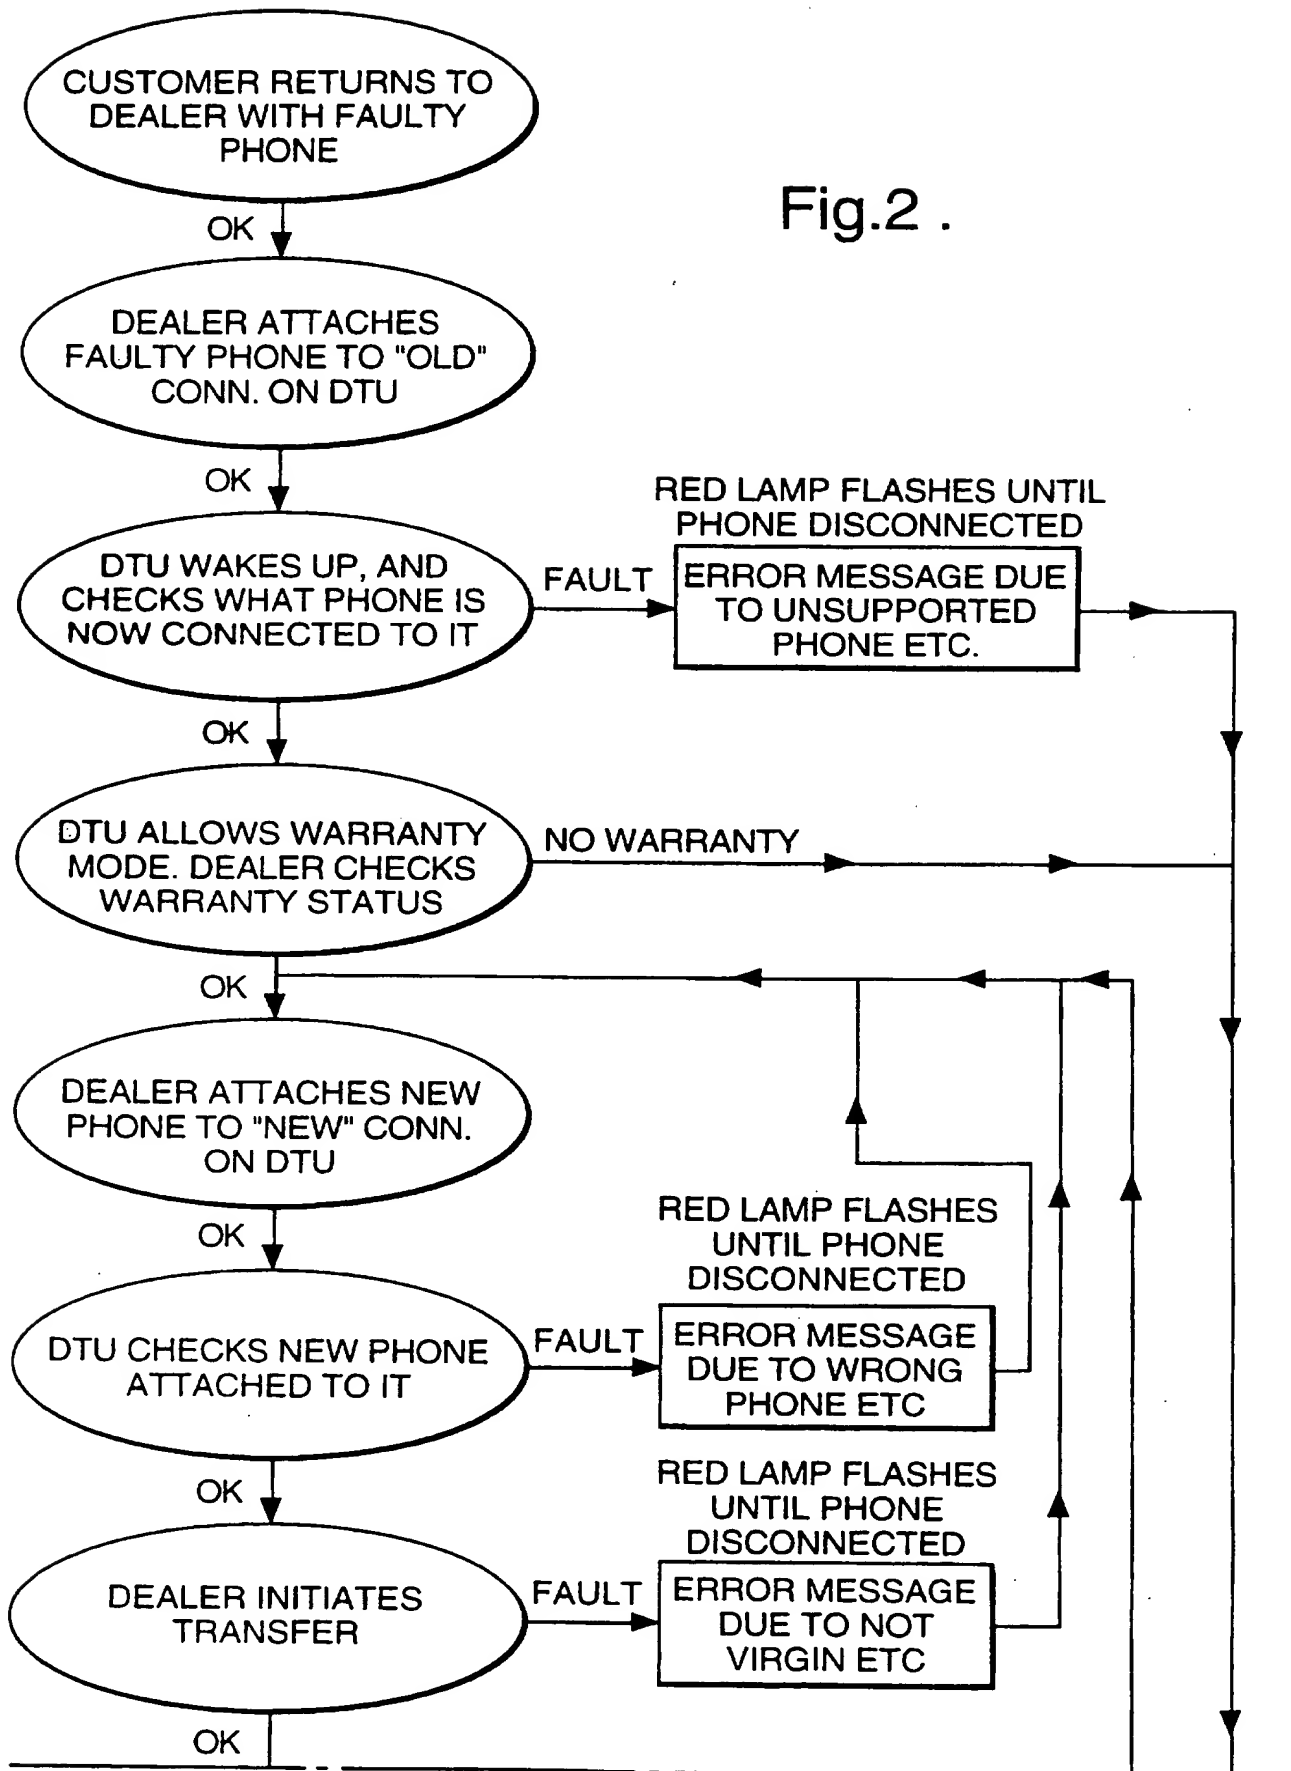 CUSTOMER RETURNS TO
DEALER WITH FAULTY
PHONE
Fig.2 .
OK
DEALER ATTACHES
FAULTY PHONE TO "OLD"
CONN. ON DTU
OK
RED LAMP FLASHES UNTIL
PHONE DISCONNECTED
DTU WAKES UP, AND
CHECKS WHAT PHONE IS
NOW CONNECTED TO IT
FAULT
ERROR MESSAGE DUE
TO UNSUPPORTED
PHONE ETC.
OK
DTU ALLOWS WARRANTY
MODE. DEALER CHECKS
WARRANTY STATUS
NO WARRANTY
OK
DEALER ATTACHES NEW
PHONE TO "NEW" CONN.
ON DTU
OK
RED LAMP FLASHES
UNTIL PHONE
DISCONNECTED
DTU CHECKS NEW PHONE
ATTACHED TO IT
FAULT
ERROR MESSAGE
DUE TO WRONG
PHONE ETC
OK
RED LAMP FLASHES
UNTIL PHONE
DISCONNECTED
DEALER INITIATES
TRANSFER
FAULT
ERROR MESSAGE
DUE TO NOT
VIRGIN ETC
OK